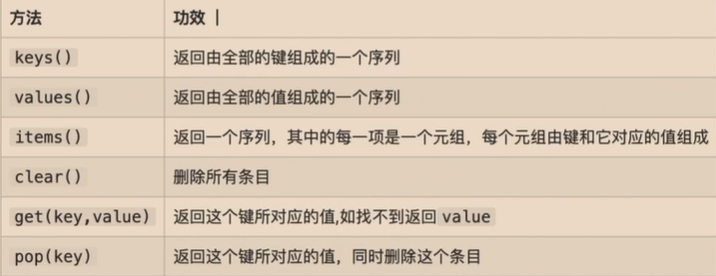 方法 功效
keys() 返回由全部的键组成的一个序列
values() 返回由全部的值组成的一个序列
items() 返回一个序列，其中的每一项是一个元组，每个元组由键和它对应的值组成
clear() 删除所有条目
get(key,value) 返回这个键所对应的值,如找不到返回 value
pop(key) 返回这个键所对应的值，同时删除这个条目